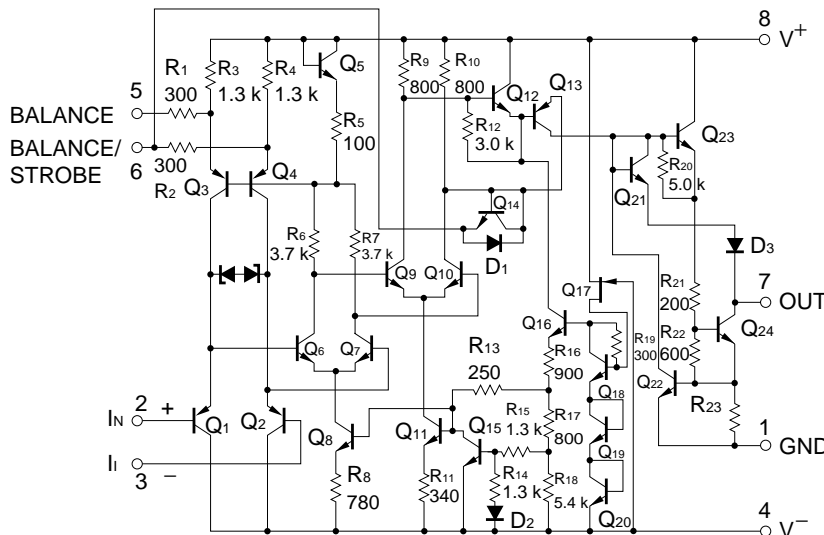 8
V+
R1
300
R3
1.3 k
R4
1.3 k
Q5
R9
800
R10
800
Q12
Q13
5
BALANCE
R5
100
R12
3.0 k
Q23
BALANCE/
STROBE
6
300
R2
Q3
Q4
R20
5.0 k
Q21
Q14
D1
R6
3.7 k
R7
3.7 k
Q9
Q10
D3
7
OUT
Q17
R21
200
Q16
R19
300
R22
600
Q24
Q6
Q7
R16
900
R13
250
Q18
Q22
R23
2
IN
+
Q1
Q2
Q8
Q11
Q15
R15
1.3 k
R17
800
1
GND
II
3
−
Q19
R8
780
R11
340
R14
1.3 k
R18
5.4 k
D2
Q20
4
V−